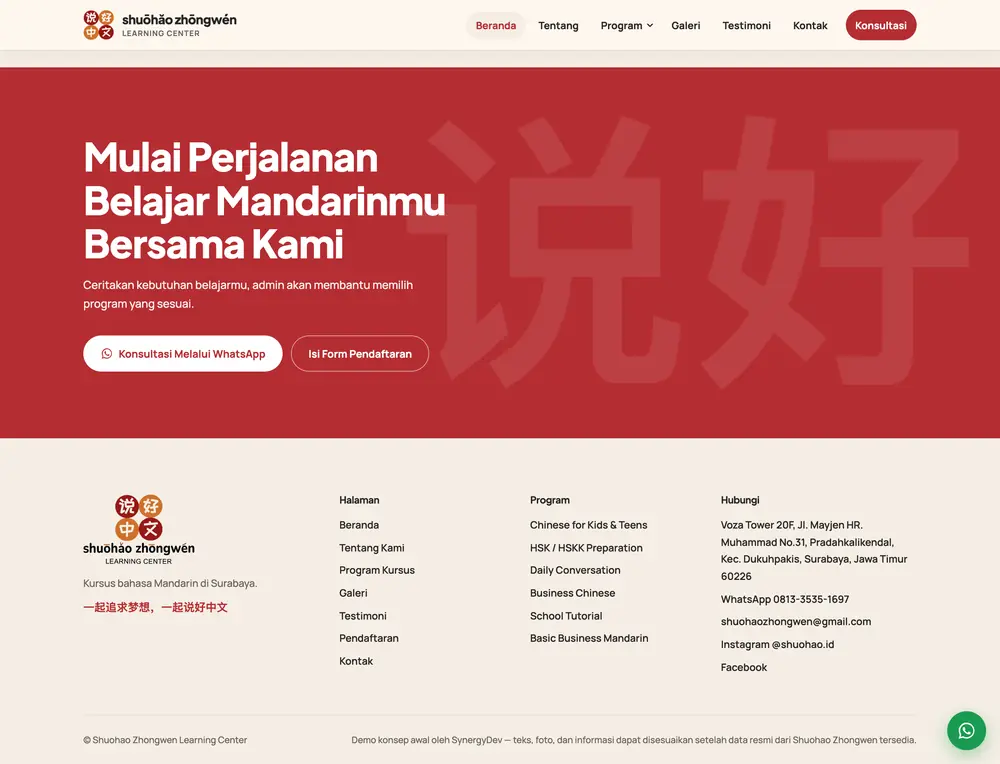 说好
中文
shuōhǎo zhōngwén
LEARNING CENTER
Beranda
Tentang
Program
Galeri
Testimoni
Kontak
Konsultasi
说好
Mulai Perjalanan
Belajar Mandarinmu
Bersama Kami
Ceritakan kebutuhan belajarmu, admin akan membantu memilih
program yang sesuai.
Konsultasi Melalui WhatsApp
Isi Form Pendaftaran
说好
中文
shuōhǎo zhōngwén
LEARNING CENTER
Kursus bahasa Mandarin di Surabaya.
一起追求梦想，一起说好中文
Halaman
Beranda
Tentang Kami
Program Kursus
Galeri
Testimoni
Pendaftaran
Kontak
Program
Chinese for Kids & Teens
HSK / HSKK Preparation
Daily Conversation
Business Chinese
School Tutorial
Basic Business Mandarin
Hubungi
Voza Tower 20F, Jl. Mayjen HR.
Muhammad No.31, Pradahkalikendal,
Kec. Dukuhpakis, Surabaya, Jawa Timur
60226
WhatsApp 0813-3535-1697
shuohaozhongwen@gmail.com
Instagram @shuohao.id
Facebook
© Shuohao Zhongwen Learning Center
Demo konsep awal oleh SynergyDev — teks, foto, dan informasi dapat disesuaikan setelah data resmi dari Shuohao Zhongwen tersedia.